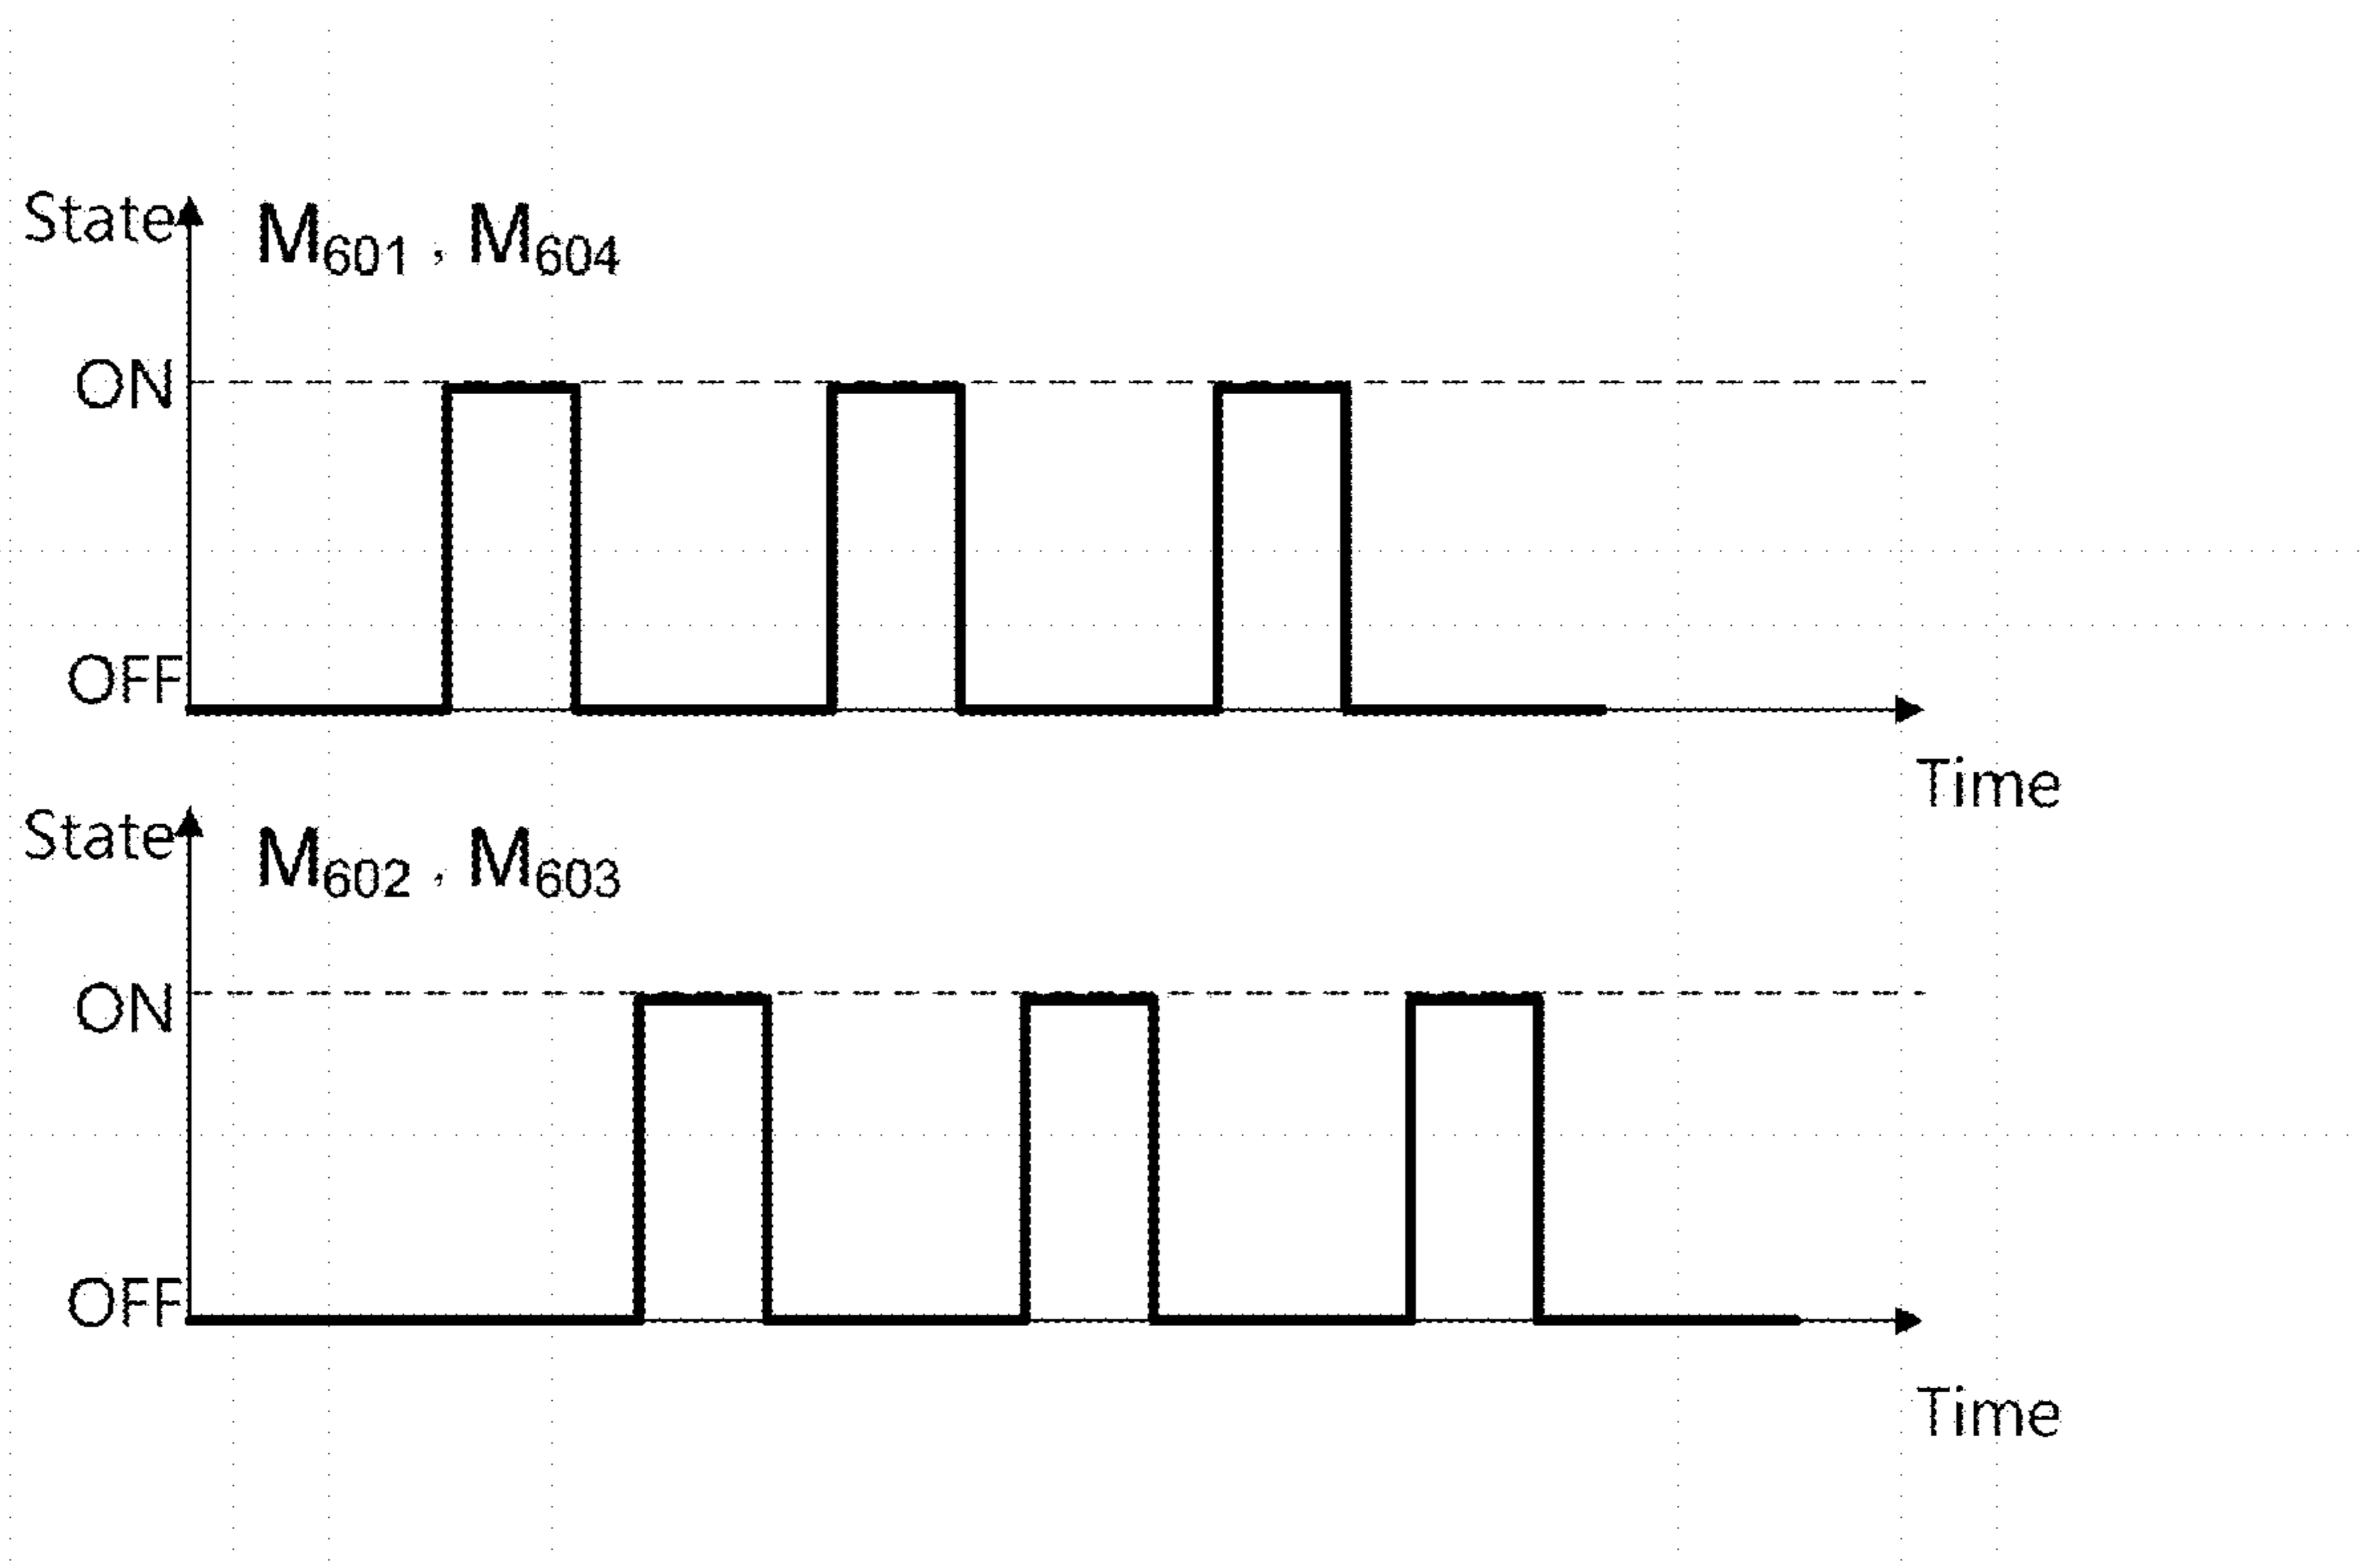 State M601 , M604
ON
OFF
Time
State M602 , M603
ON
OFF
Time